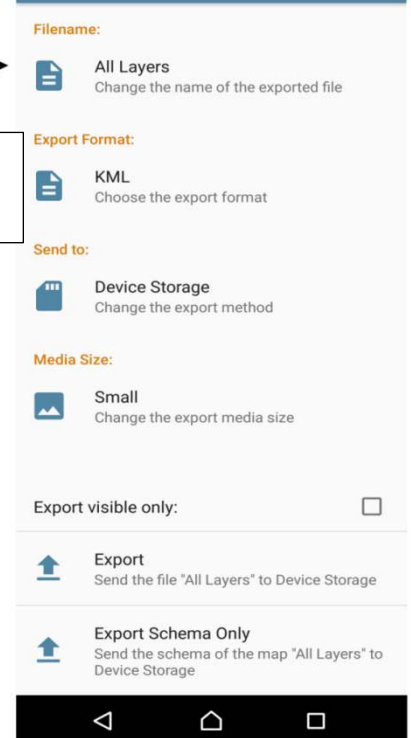 Filename:
All Layers
Change the name of the exported file
Export Format:
KML
Choose the export format
Send to:
Device Storage
Change the export method
Media Size:
Small
Change the export media size
Export visible only:
Export
Send the file "All Layers" to Device Storage
Export Schema Only
Send the schema of the map "All Layers" to
Device Storage